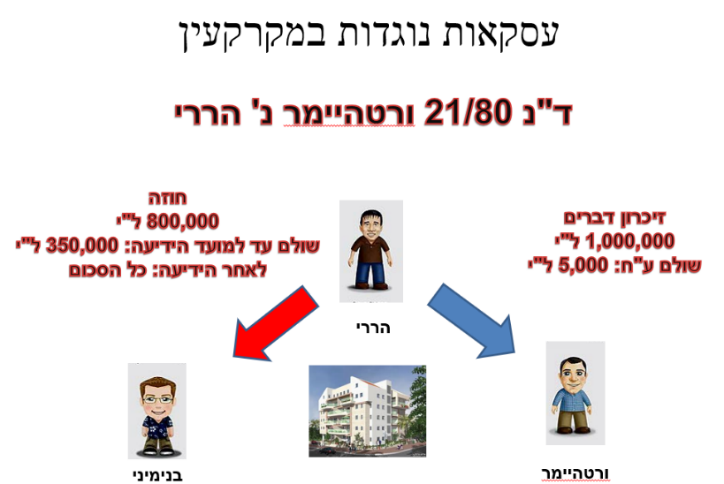 עסקאות נוגדות במקרקעין
ד"נ 21/80 ורטהיימר נ' הררי
זיכרון דברים
1,000,000 ל"י
שולם ע"ח: 5,000 ל"י
חוזה
800,000 ל"י
שולם עד למועד הידיעה: 350,000 ל"י
לאחר הידיעה: כל הסכום
הררי
ורטהיימר
בנימיני